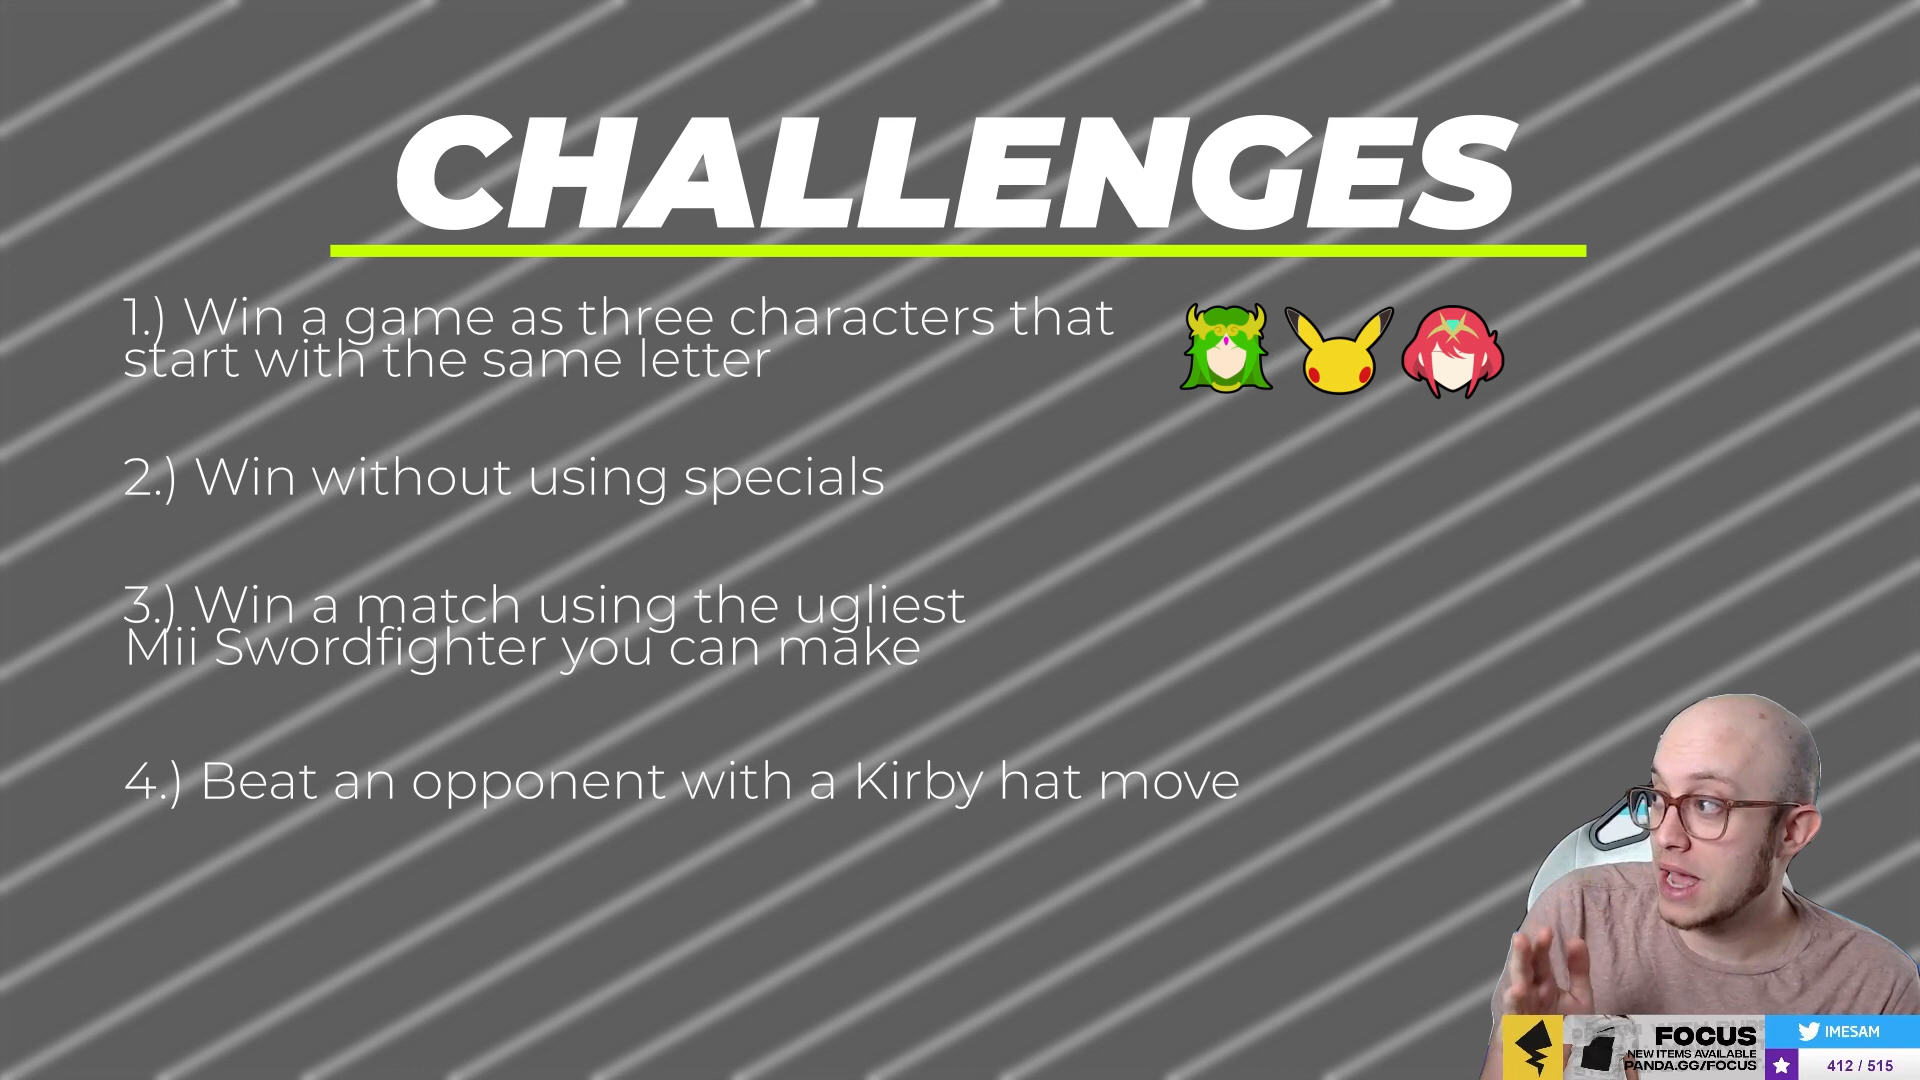 CHALLENGES
1.) Win a game as three characters that
start with the same letter
2.) Win without using specials
3.) Win a match using the ugliest
Mii Swordfighter you can make
4.) Beat an opponent with a Kirby hat move
FOCUS
NEW ITEMS AVAILABLE
PANDA.GG/FOCUS
IMESAM
412 / 515